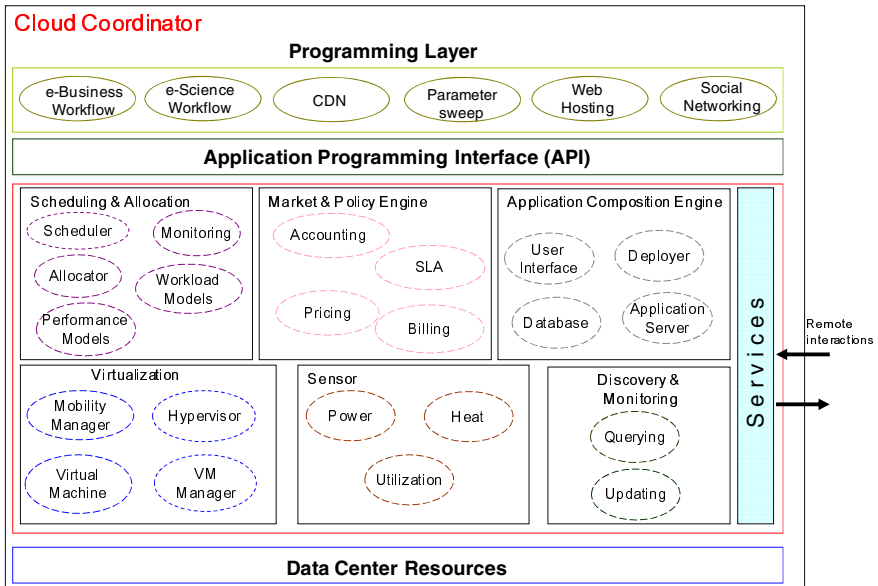 Cloud Coordinator
Programming Layer
e-Business
Workflow
e-Science
Workflow
CDN
Parameter
sweep
Web
Hosting
Social
Networking
Application Programming Interface (API)
Scheduling & Allocation
Scheduler
Monitoring
Allocator
Workload
Models
Performance
Models
Market & Policy Engine
Accounting
SLA
Pricing
Billing
Application Composition Engine
User
Interface
Deployer
Database
Application
Server
Services
Remote
interactions
Virtualization
Mobility
Manager
Hypervisor
Virtual
Machine
VM
Manager
Sensor
Power
Heat
Utilization
Discovery &
Monitoring
Querying
Updating
Data Center Resources